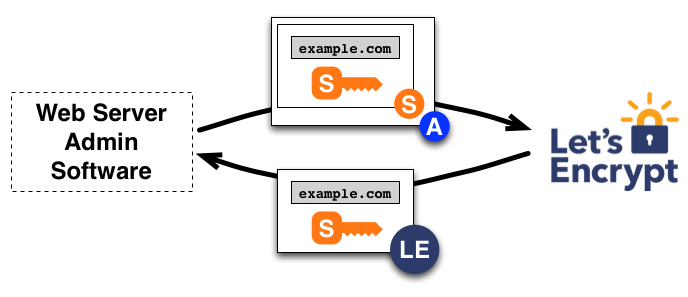 example.com
S
S
A
Web Server
Admin
Software
Let's
Encrypt
example.com
S
LE